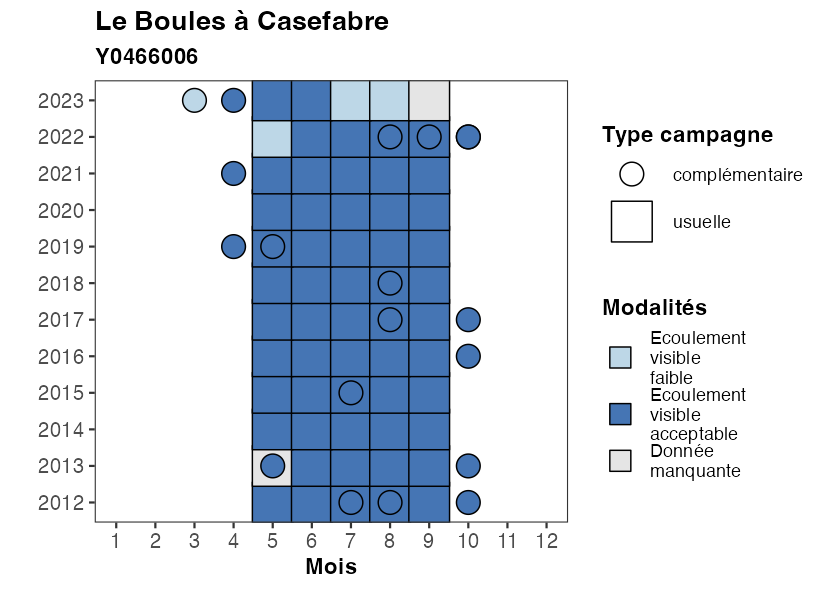 Le Boules à Casefabre
Y0466006
2023
2022
2021
2020
2019
2018
2017
2016
2015
2014
2013
2012
1 2 3 4 5 6 7 8 9 10 11 12
Mois
Type campagne
complémentaire
usuelle
Modalités
Ecoulement
visible
faible
Ecoulement
visible
acceptable
Donnée
manquante